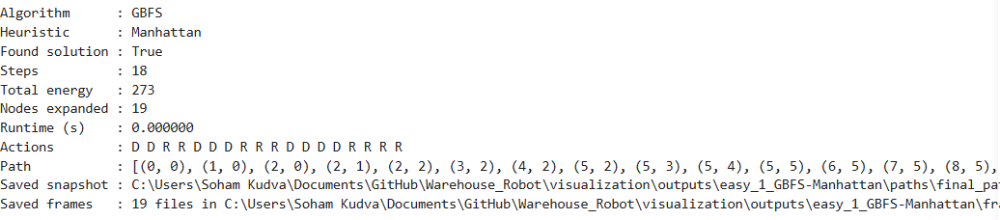 Algorithm      : GBFS
Heuristic      : Manhattan
Found solution : True
Steps          : 18
Total energy   : 273
Nodes expanded : 19
Runtime (s)    : 0.000000
Actions        : D D R R D D D R R R D D D D R R R R
Path           : [(0, 0), (1, 0), (2, 0), (2, 1), (2, 2), (3, 2), (4, 2), (5, 2), (5, 3), (5, 4), (5, 5), (6, 5), (7, 5), (8, 5),
Saved snapshot : C:\Users\Soham Kudva\Documents\GitHub\Warehouse_Robot\visualization\outputs\easy_1_GBFS-Manhattan\paths\final_pa
Saved frames   : 19 files in C:\Users\Soham Kudva\Documents\GitHub\Warehouse_Robot\visualization\outputs\easy_1_GBFS-Manhattan\fra